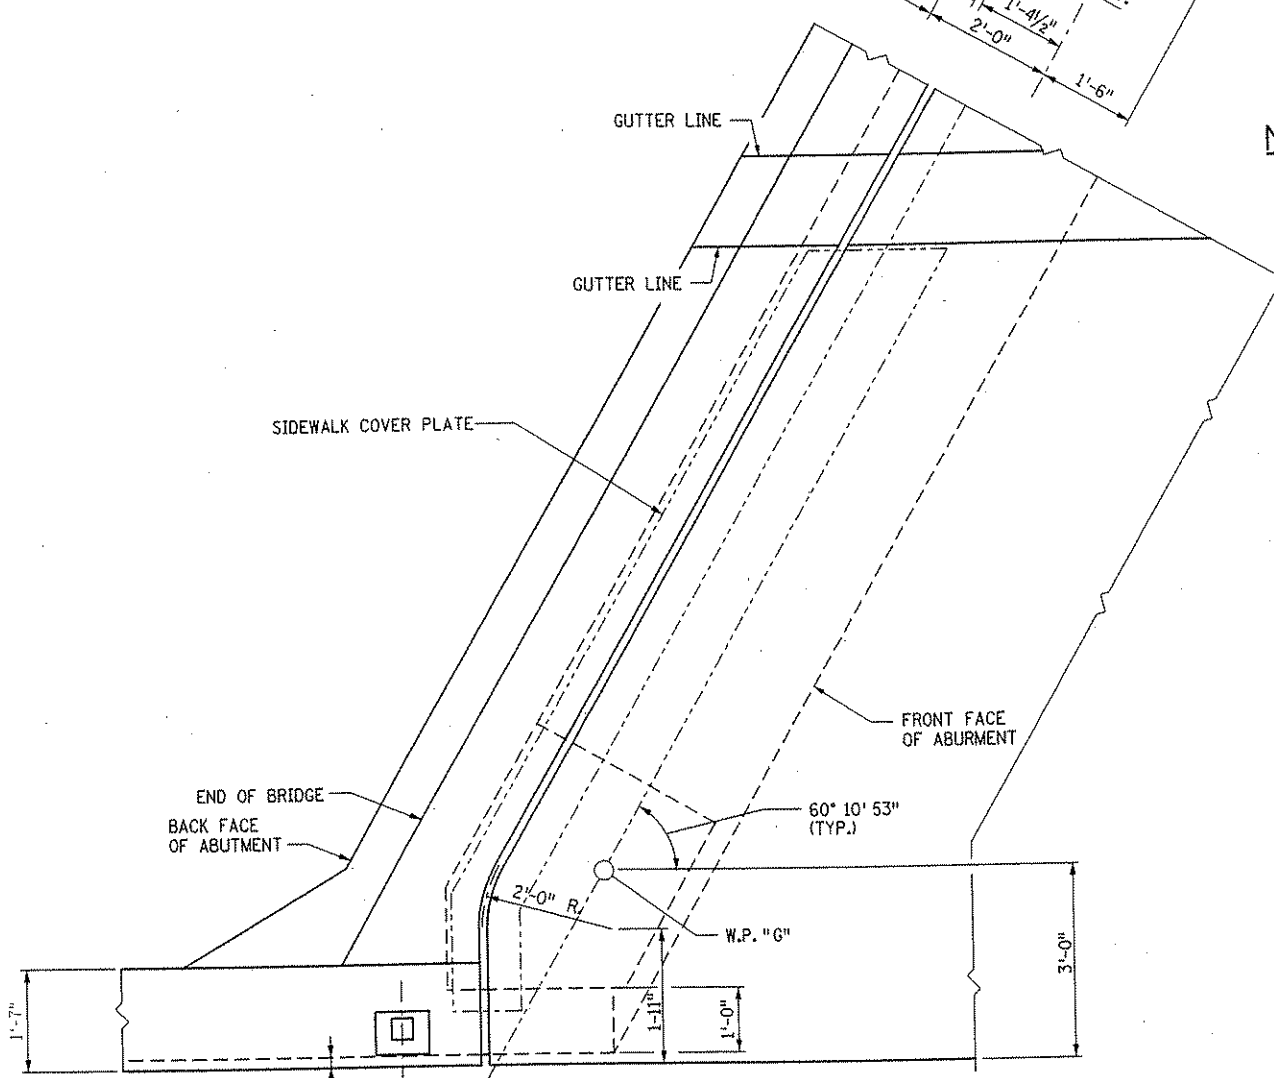 1'-4½"
2'-0"
1'-6"
GUTTER LINE
GUTTER LINE
SIDEWALK COVER PLATE
FRONT FACE
OF ABURMENT
END OF BRIDGE
BACK FACE
OF ABUTMENT
60° 10' 53"
(TYP.)
2'-0" R.
W.P. "G"
3'-0"
1'-7"
1-11"
1'-0"